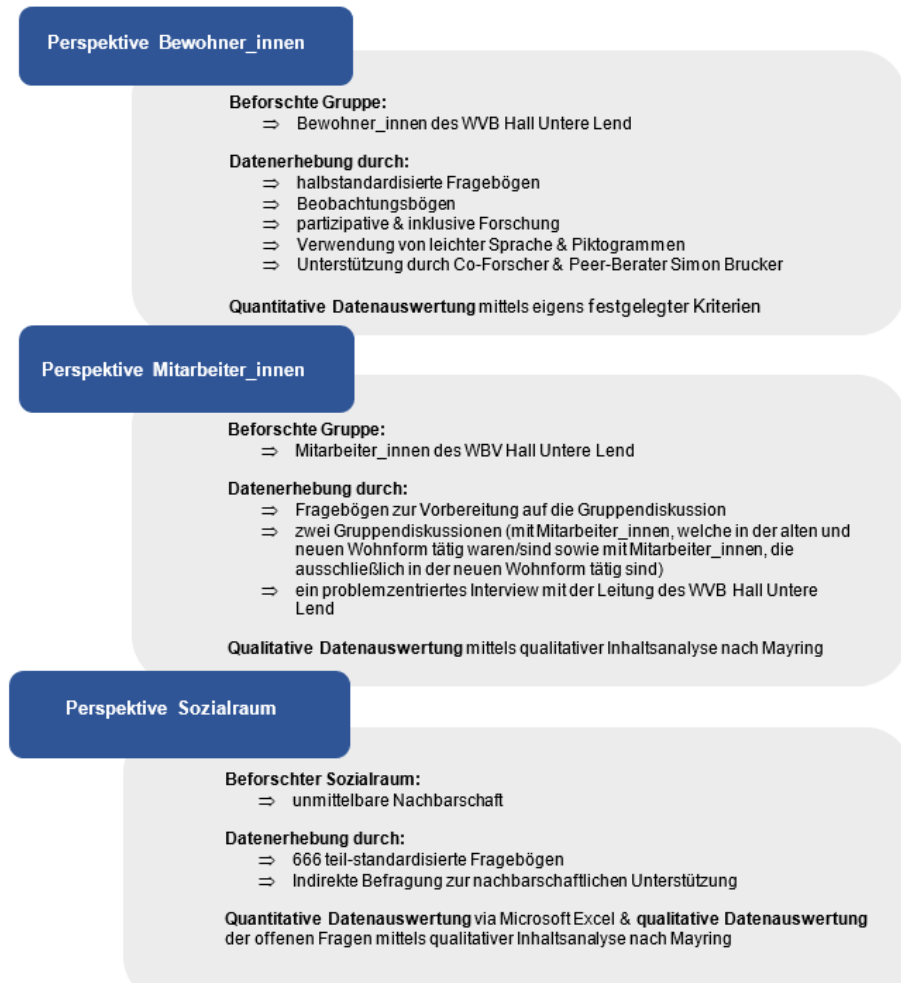 Perspektive Bewohner_innen
Beforschte Gruppe:
⇒ Bewohner_innen des WVB Hall Untere Lend
Datenerhebung durch:
⇒ halbstandardisierte Fragebögen
⇒ Beobachtungsbögen
⇒ partizipative & inklusive Forschung
⇒ Verwendung von leichter Sprache & Piktogrammen
⇒ Unterstützung durch Co-Forscher & Peer-Berater Simon Brucker
Quantitative Datenauswertung mittels eigens festgelegter Kriterien
Perspektive Mitarbeiter_innen
Beforschte Gruppe:
⇒ Mitarbeiter_innen des WBV Hall Untere Lend
Datenerhebung durch:
⇒ Fragebögen zur Vorbereitung auf die Gruppendiskussion
⇒ zwei Gruppendiskussionen (mit Mitarbeiter_innen, welche in der alten und
neuen Wohnform tätig waren/sind sowie mit Mitarbeiter_innen, die
ausschließlich in der neuen Wohnform tätig sind)
⇒ ein problemzentriertes Interview mit der Leitung des WVB Hall Untere
Lend
Qualitative Datenauswertung mittels qualitativer Inhaltsanalyse nach Mayring
Perspektive Sozialraum
Beforschter Sozialraum:
⇒ unmittelbare Nachbarschaft
Datenerhebung durch:
⇒ 666 teil-standardisierte Fragebögen
⇒ Indirekte Befragung zur nachbarschaftlichen Unterstützung
Quantitative Datenauswertung via Microsoft Excel & qualitative Datenauswertung
der offenen Fragen mittels qualitativer Inhaltsanalyse nach Mayring